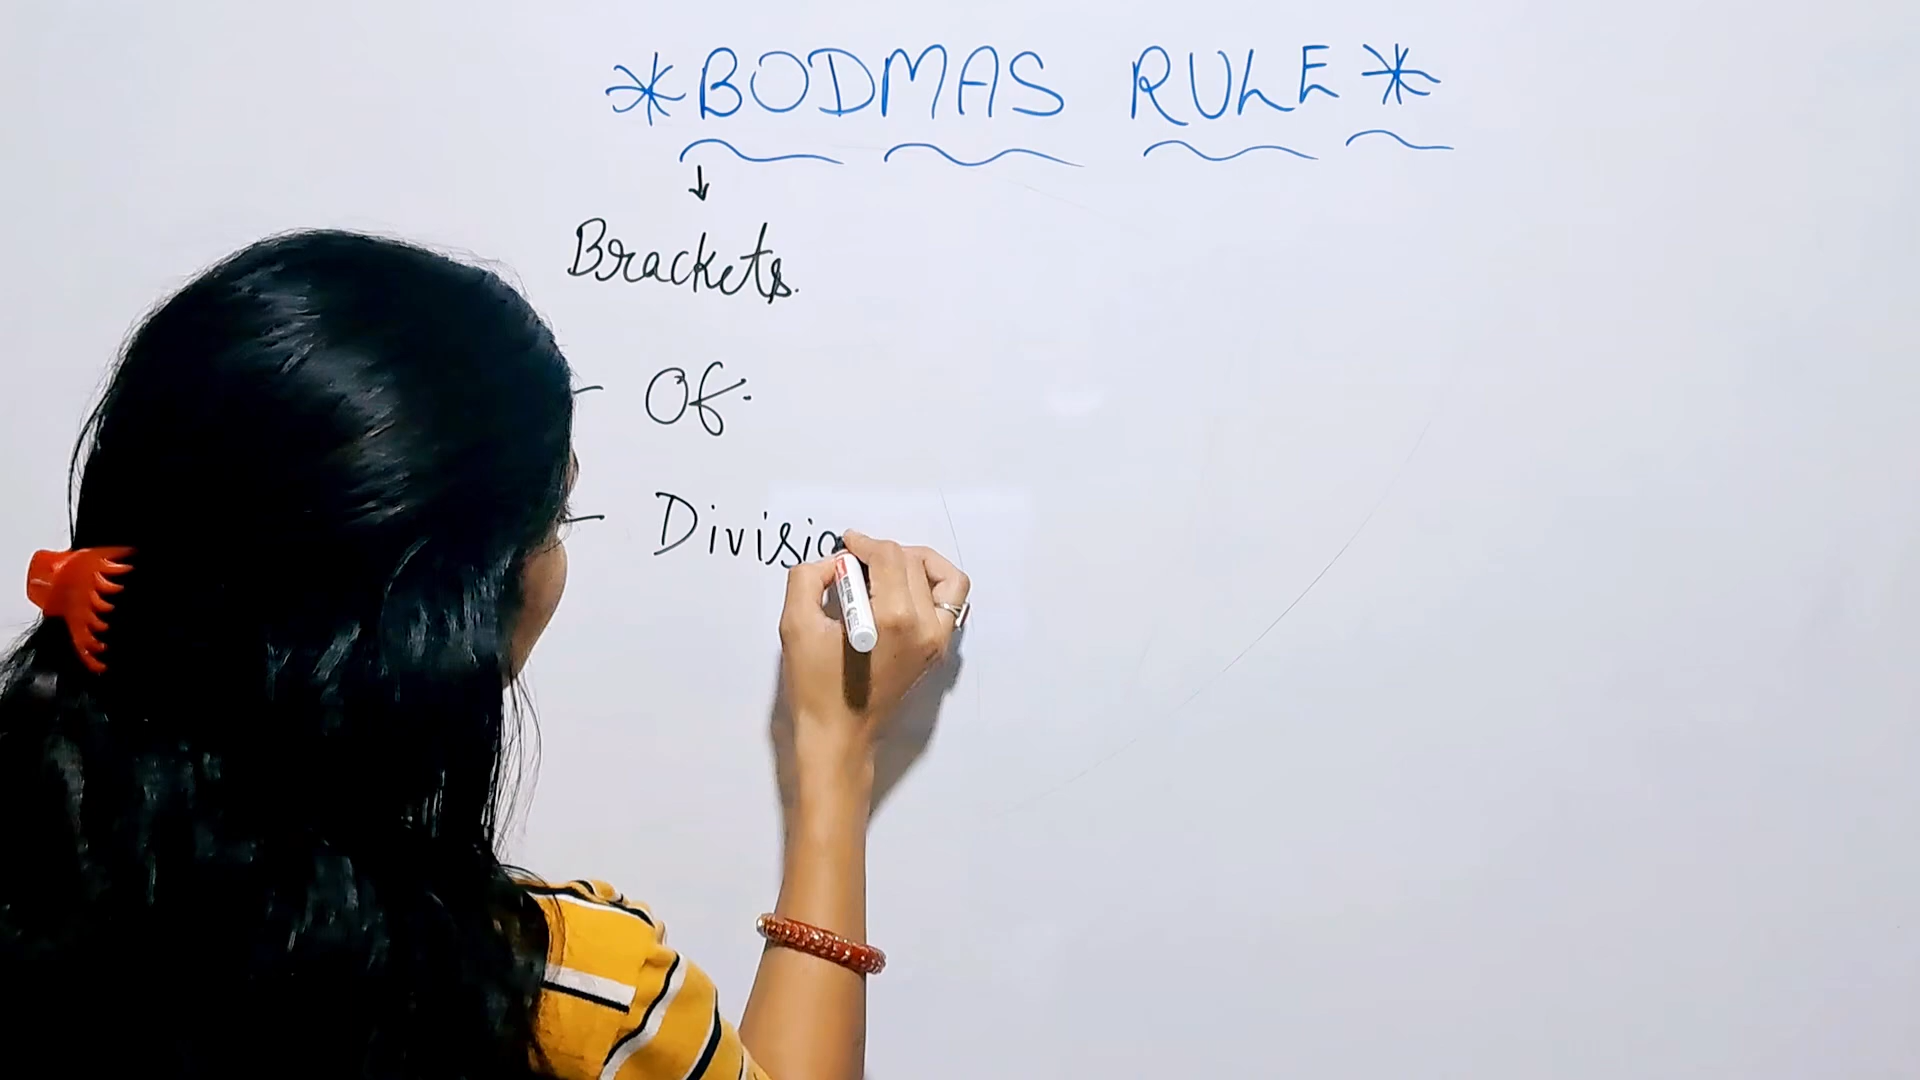 *BODMAS RULE*
↓
Brackets.
- Of.
- Divisio